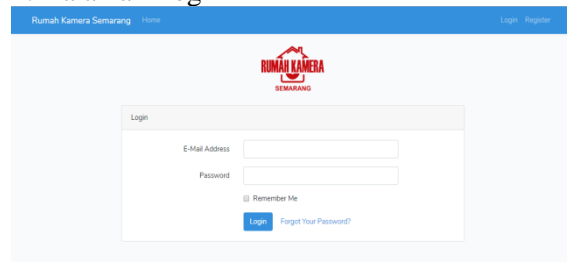 Rumah Kamera Semarang Home Login Register
RUMAH KAMERA
SEMARANG
Login
E-Mail Address
Password
Remember Me
Login Forgot Your Password?